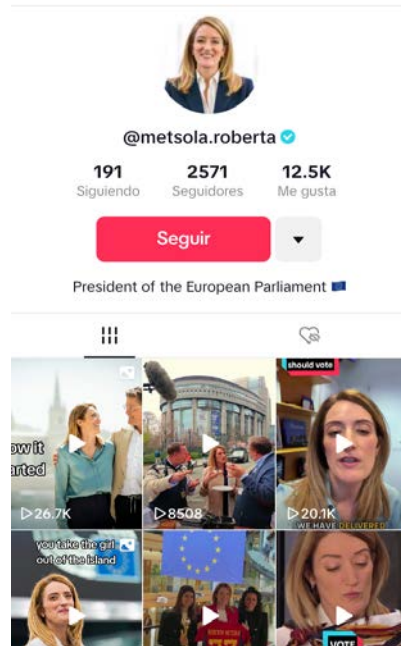 @metsola.roberta
191 2571 12.5K
Siguiendo Seguidores Me gusta
Seguir
President of the European Parliament
should vote
ow it
arted
26.7K
8508
20.1K
WE HAVE DELIVERED
you take the girl
out of the island
VOTE